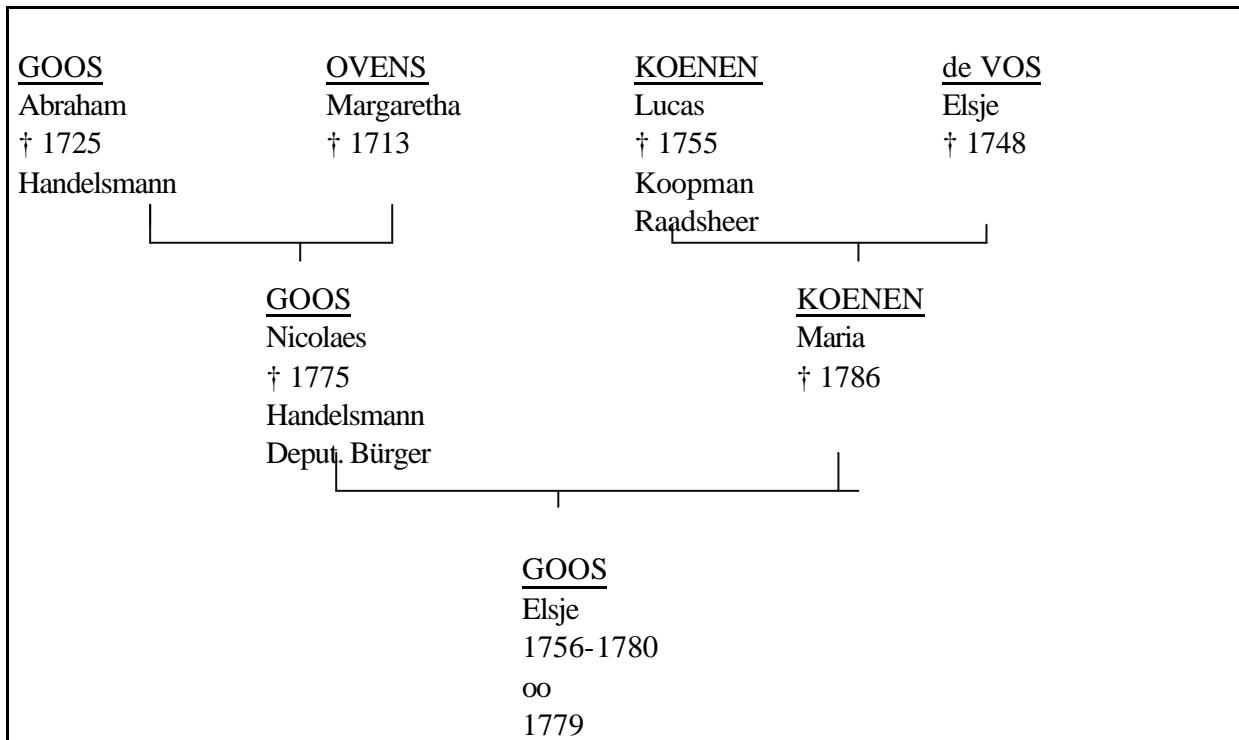 GOOS
Abraham
† 1725
Handelsmann
OVENS
Margaretha
† 1713
KOENEN
Lucas
† 1755
Koopman
Raadsheer
de VOS
Elsje
† 1748
GOOS
Nicolaes
† 1775
Handelsmann
Deput. Bürger
KOENEN
Maria
† 1786
GOOS
Elsje
1756-1780
oo
1779